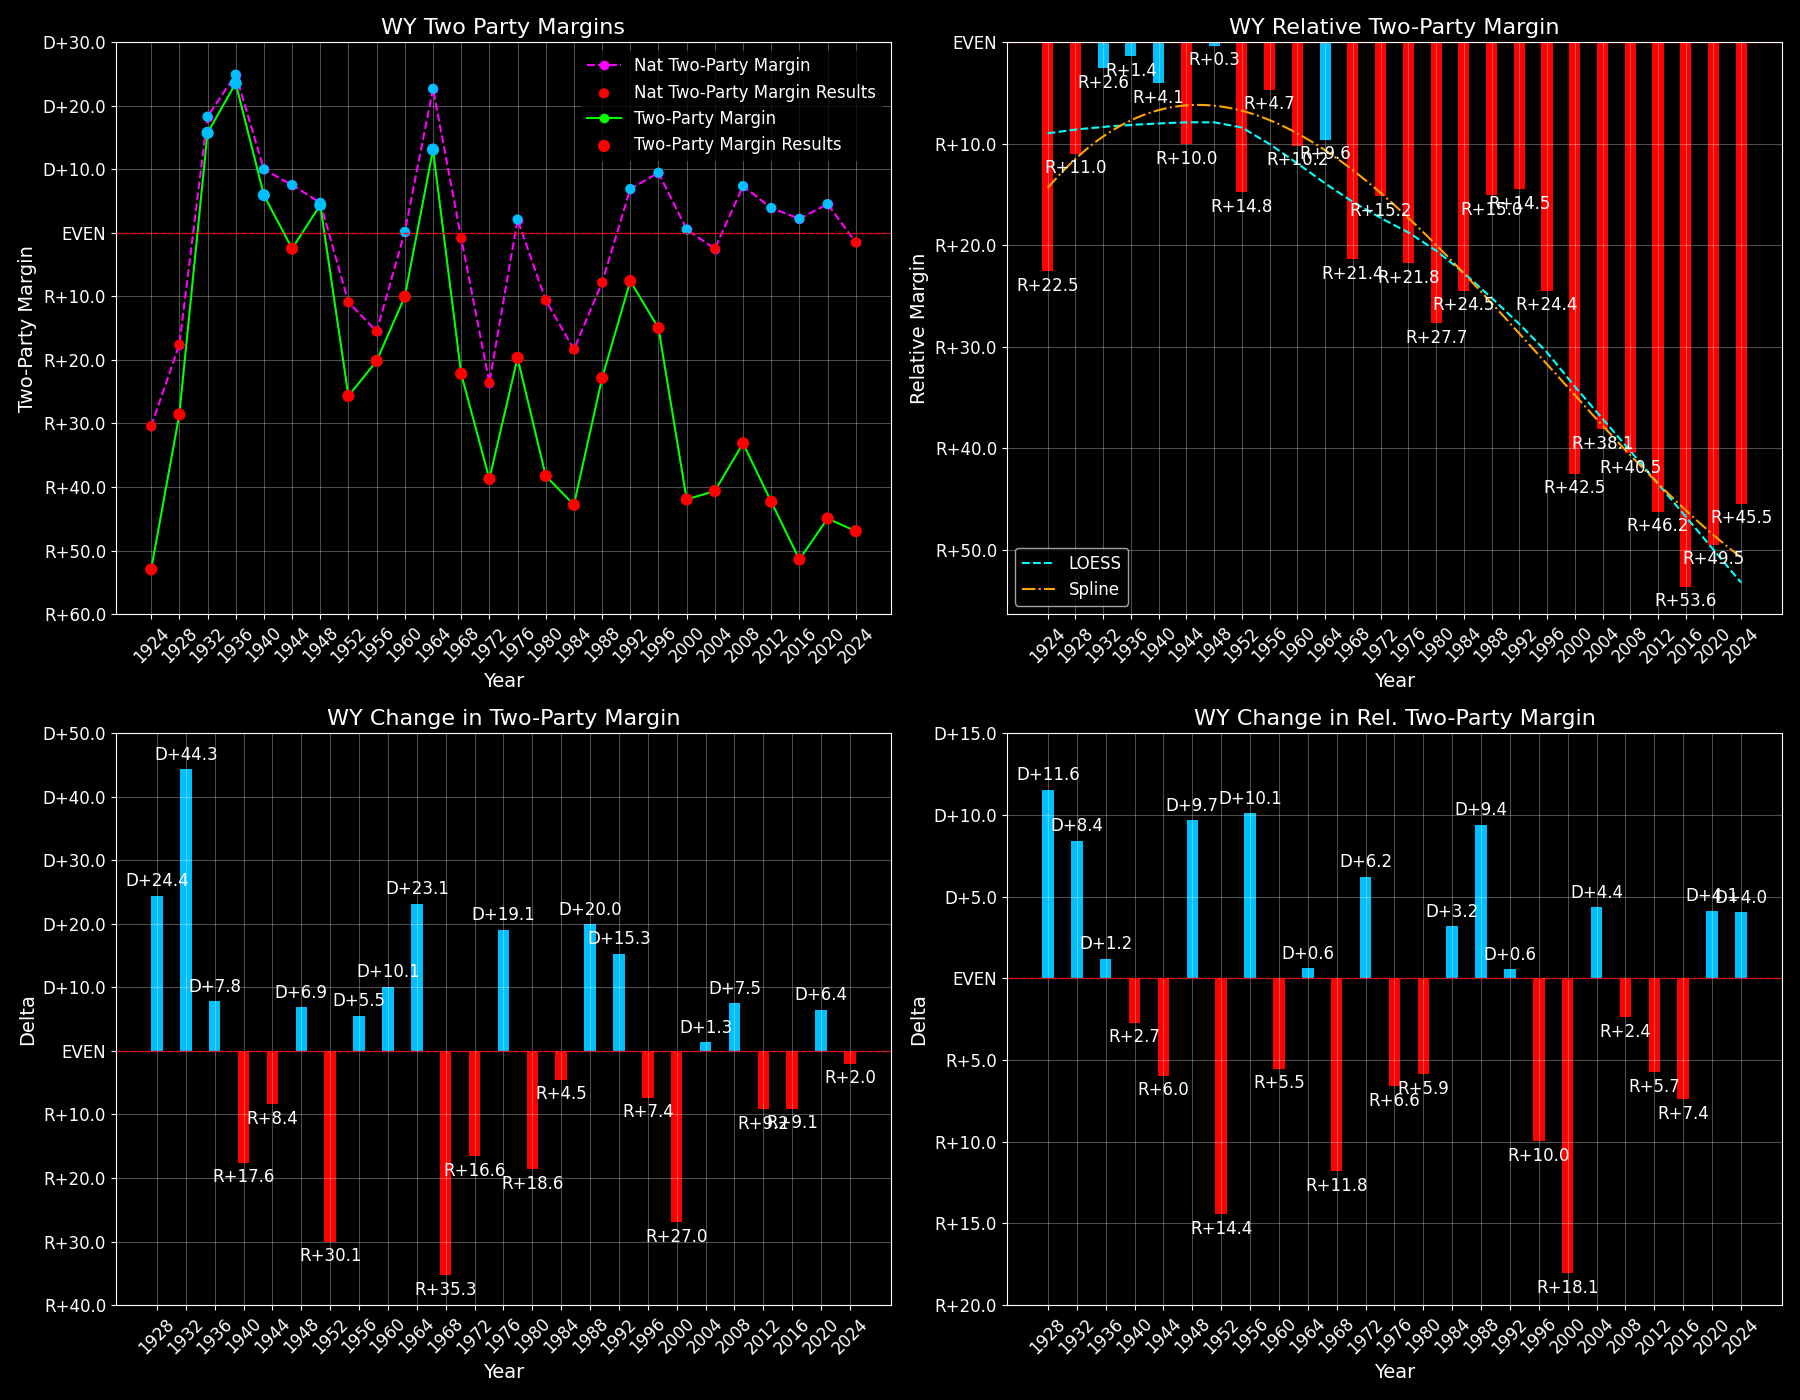 WY Two Party Margins
D+30.0
D+20.0
D+10.0
EVEN
R+10.0
R+20.0
R+30.0
R+40.0
R+50.0
R+60.0
Two-Party Margin
Nat Two-Party Margin
Nat Two-Party Margin Results
Two-Party Margin
Two-Party Margin Results
1924 1928 1932 1936 1940 1944 1948 1952 1956 1960 1964 1968 1972 1976 1980 1984 1988 1992 1996 2000 2004 2008 2012 2016 2020 2024
Year
WY Relative Two-Party Margin
EVEN
R+10.0
R+20.0
R+30.0
R+40.0
R+50.0
Relative Margin
R+22.5
R+11.0
R+2.6
R+1.4
R+4.1
R+10.0
R+0.3
R+14.8
R+4.7
R+10.2
R+9.6
R+21.4
R+15.2
R+21.8
R+27.7
R+24.5
R+15.0
R+14.5
R+24.4
R+42.5
R+38.1
R+40.5
R+46.2
R+53.6
R+49.5
R+45.5
LOESS
Spline
1924 1928 1932 1936 1940 1944 1948 1952 1956 1960 1964 1968 1972 1976 1980 1984 1988 1992 1996 2000 2004 2008 2012 2016 2020 2024
Year
WY Change in Two-Party Margin
D+50.0
D+40.0
D+30.0
D+20.0
D+10.0
EVEN
R+10.0
R+20.0
R+30.0
R+40.0
Delta
D+24.4
D+44.3
D+7.8
R+17.6
R+8.4
D+6.9
R+30.1
D+5.5
D+10.1
D+23.1
R+35.3
R+16.6
D+19.1
R+18.6
R+4.5
D+20.0
D+15.3
R+7.4
R+27.0
D+1.3
D+7.5
R+9.2
R+9.1
D+6.4
R+2.0
1928 1932 1936 1940 1944 1948 1952 1956 1960 1964 1968 1972 1976 1980 1984 1988 1992 1996 2000 2004 2008 2012 2016 2020 2024
Year
WY Change in Rel. Two-Party Margin
D+15.0
D+10.0
D+5.0
EVEN
R+5.0
R+10.0
R+15.0
R+20.0
Delta
D+11.6
D+8.4
D+1.2
R+2.7
R+6.0
D+9.7
R+14.4
D+10.1
R+5.5
D+0.6
R+11.8
D+6.2
R+6.6
R+5.9
D+3.2
D+9.4
D+0.6
R+10.0
R+18.1
D+4.4
R+2.4
R+5.7
R+7.4
D+4.1
D+4.0
1928 1932 1936 1940 1944 1948 1952 1956 1960 1964 1968 1972 1976 1980 1984 1988 1992 1996 2000 2004 2008 2012 2016 2020 2024
Year